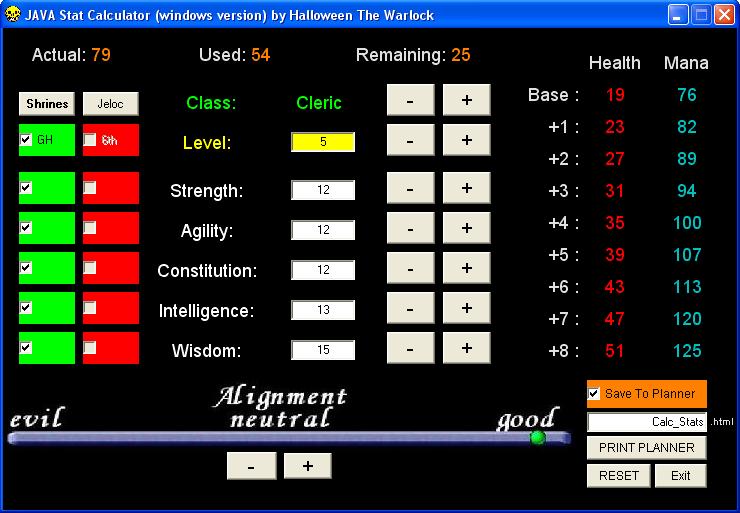 JAVA Stat Calculator (windows version) by Halloween The Warlock
Actual: 79 Used: 54 Remaining: 25
Health Mana
Shrines Jeloc Class: Cleric - + Base : 19 76
GH 6th Level: 5 - + +1 : 23 82
+2 : 27 89
Strength: 12 - + +3 : 31 94
Agility: 12 - + +4 : 35 100
Constitution: 12 - + +5 : 39 107
Intelligence: 13 - + +6 : 43 113
+7 : 47 120
Wisdom: 15 - + +8 : 51 125
Alignment
evil neutral good
Save To Planner
Calc_Stats .html
PRINT PLANNER
- +
RESET Exit